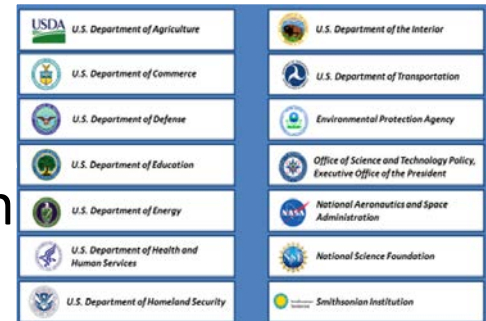 USDA U.S. Department of Agriculture
U.S. Department of Commerce
U.S. Department of Defense
U.S. Department of Education
n
U.S. Department of Energy
U.S. Department of Health and
Human Services
U.S. Department of Homeland Security
U.S. Department of the Interior
U.S. Department of Transportation
Environmental Protection Agency
Office of Science and Technology Policy,
Executive Office of the President
NASA National Aeronautics and Space
Administration
NSF National Science Foundation
Smithsonian Institution